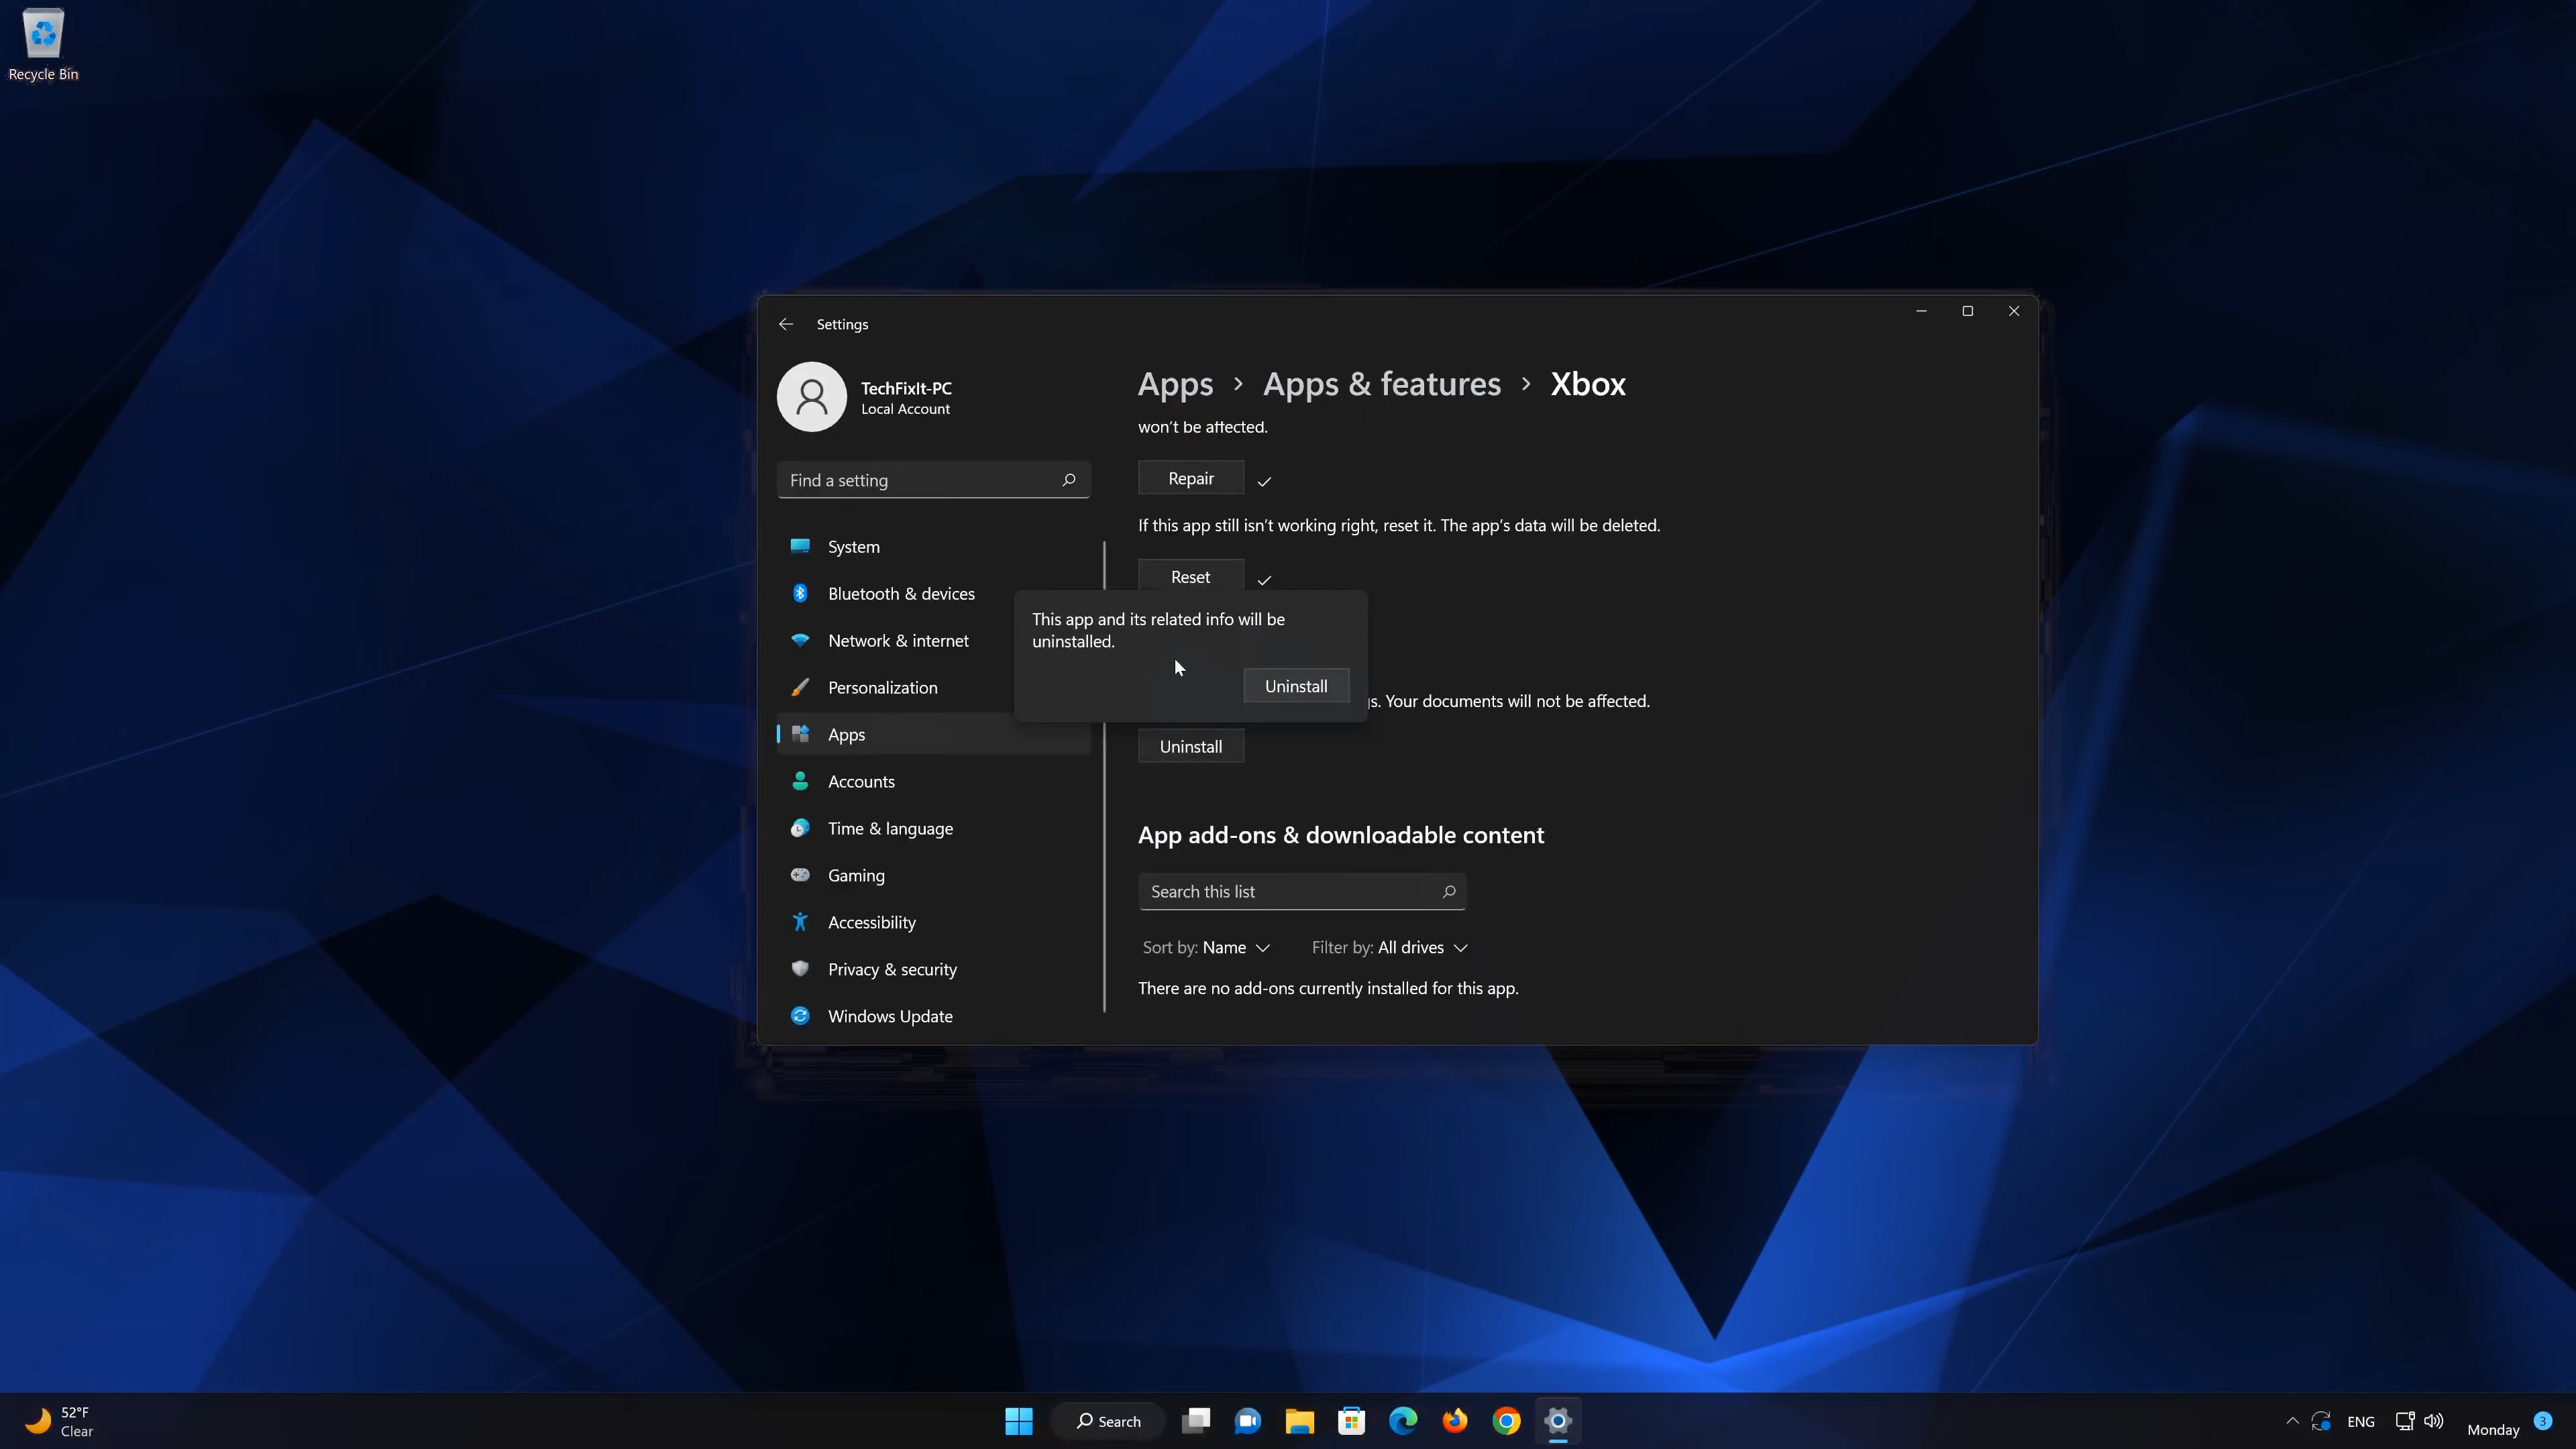 Recycle Bin
Settings
TechFixIt-PC
Local Account
Find a setting
System
Bluetooth & devices
Network & internet
Personalization
Apps
Accounts
Time & language
Gaming
Accessibility
Privacy & security
Windows Update
Apps > Apps & features > Xbox
won't be affected.
Repair
If this app still isn't working right, reset it. The app's data will be deleted.
Reset
This app and its related info will be
uninstalled.
Uninstall
s. Your documents will not be affected.
Uninstall
App add-ons & downloadable content
Search this list
Sort by: Name
Filter by: All drives
There are no add-ons currently installed for this app.
52°F
Clear
Search
ENG
Monday
3